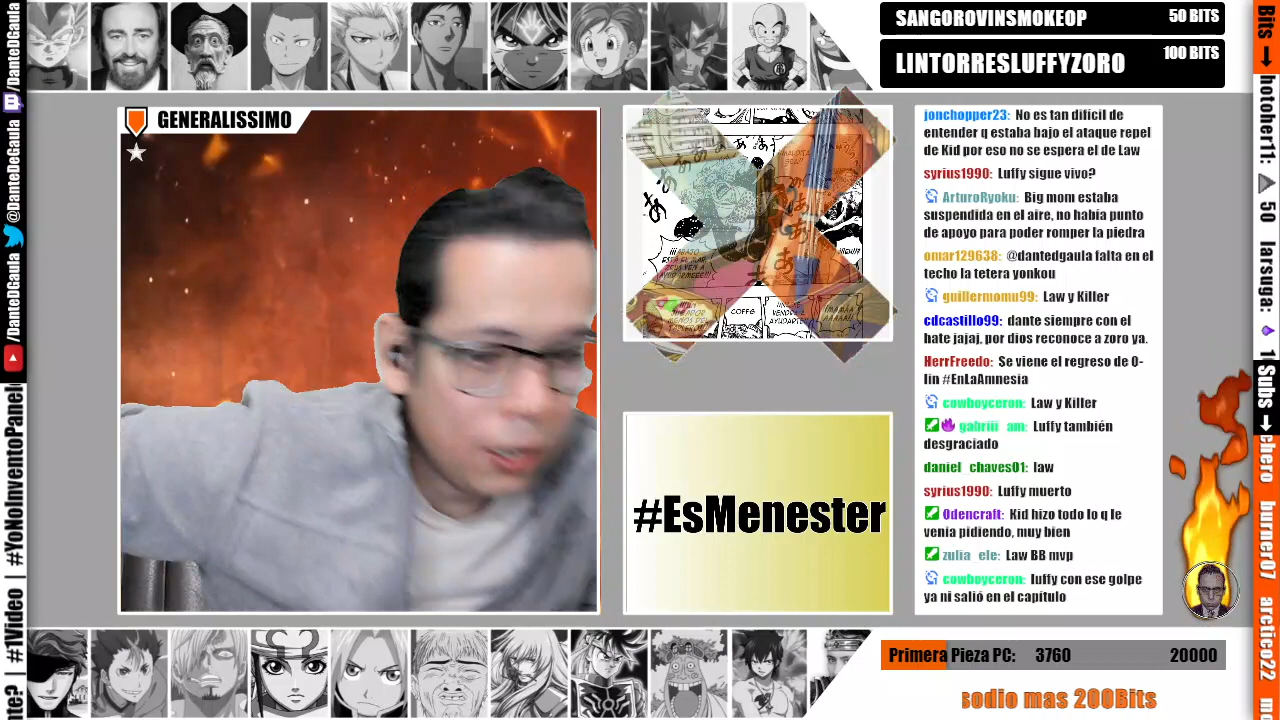 SANGOROVINSMOKEOP 50 BITS
LINTORRESLUFFYZORO 100 BITS
GENERALISSIMO
/DanteDGaula
@DanteDeGaula
/DanteDGaula
#YoNoInventoPanel
#1Video |
COFF6
#EsMenester
jonchopper23: No es tan difícil de
entender q estaba bajo el ataque repel
de Kid por eso no se espera el de Law
syrius1990: Luffy sigue vivo?
ArturoRyoku: Big mom estaba
suspendida en el aire, no había punto
de apoyo para poder romper la piedra
omar129638: @dantedgaula falta en el
techo la tetera yonkou
guillermomu99: Law y Killer
cdcastillo99: dante siempre con el
hate jajaj, por dios reconoce a zoro ya.
HerrFreedo: Se viene el regreso de O-
lin #EnLaAmnesia
cowboyceron: Law y Killer
gabriii_am: Luffy también
desgraciado
daniel_chaves01: law
syrius1990: Luffy muerto
Odencraft: Kid hizo todo lo q le
venia pidiendo, muy bien
zulia_ele: Law BB mvp
cowboyceron: luffy con ese golpe
ya ni salió en el capítulo
Primera Pieza PC: 3760 20000
sodio mas 200Bits
Bits
hotoher11: 50 larsuga:
Subs
chero burner07 arctico22